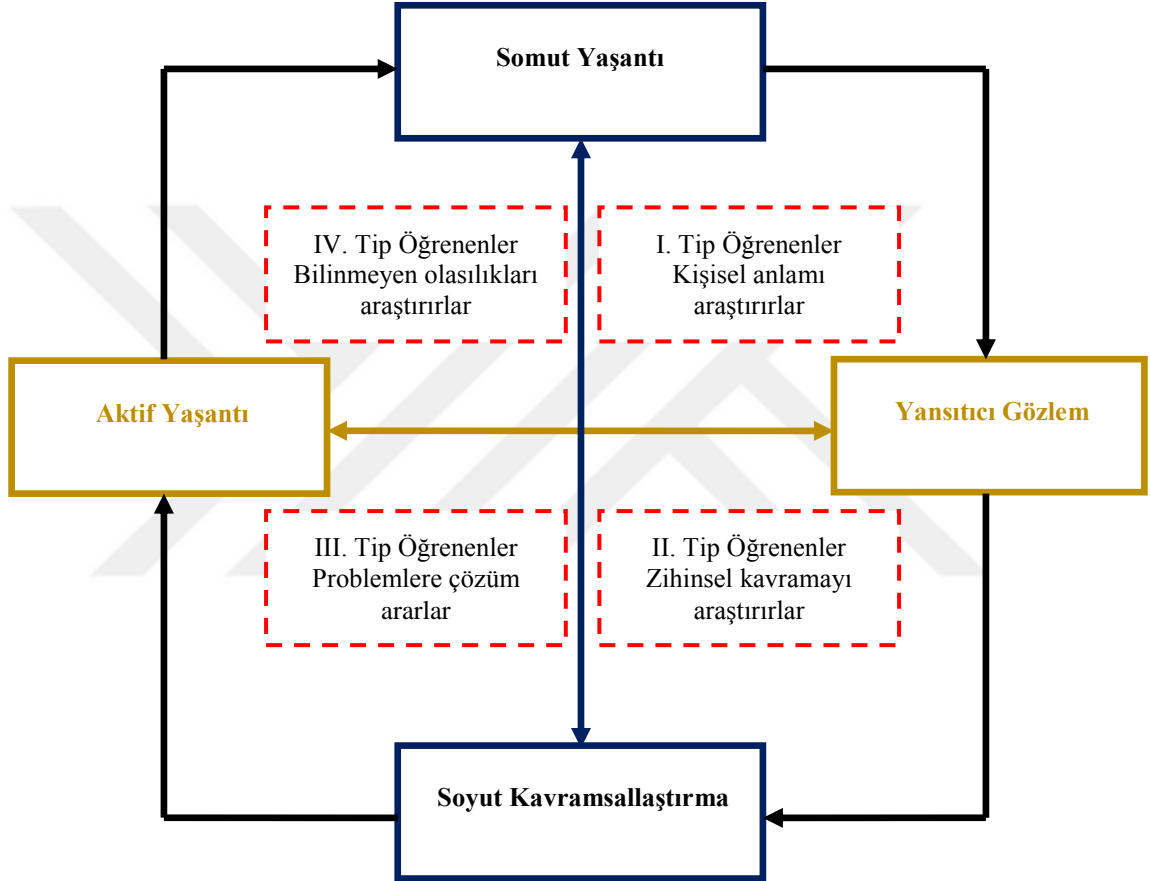 Somut Yaşantı
IV. Tip Öğrenenler
Bilinmeyen olasılıkları
araştırırlar
I. Tip Öğrenenler
Kişisel anlamı
araştırırlar
Aktif Yaşantı
Yansıtıcı Gözlem
III. Tip Öğrenenler
Problemlere çözüm
ararlar
II. Tip Öğrenenler
Zihinsel kavramayı
araştırırlar
Soyut Kavramsallaştırma